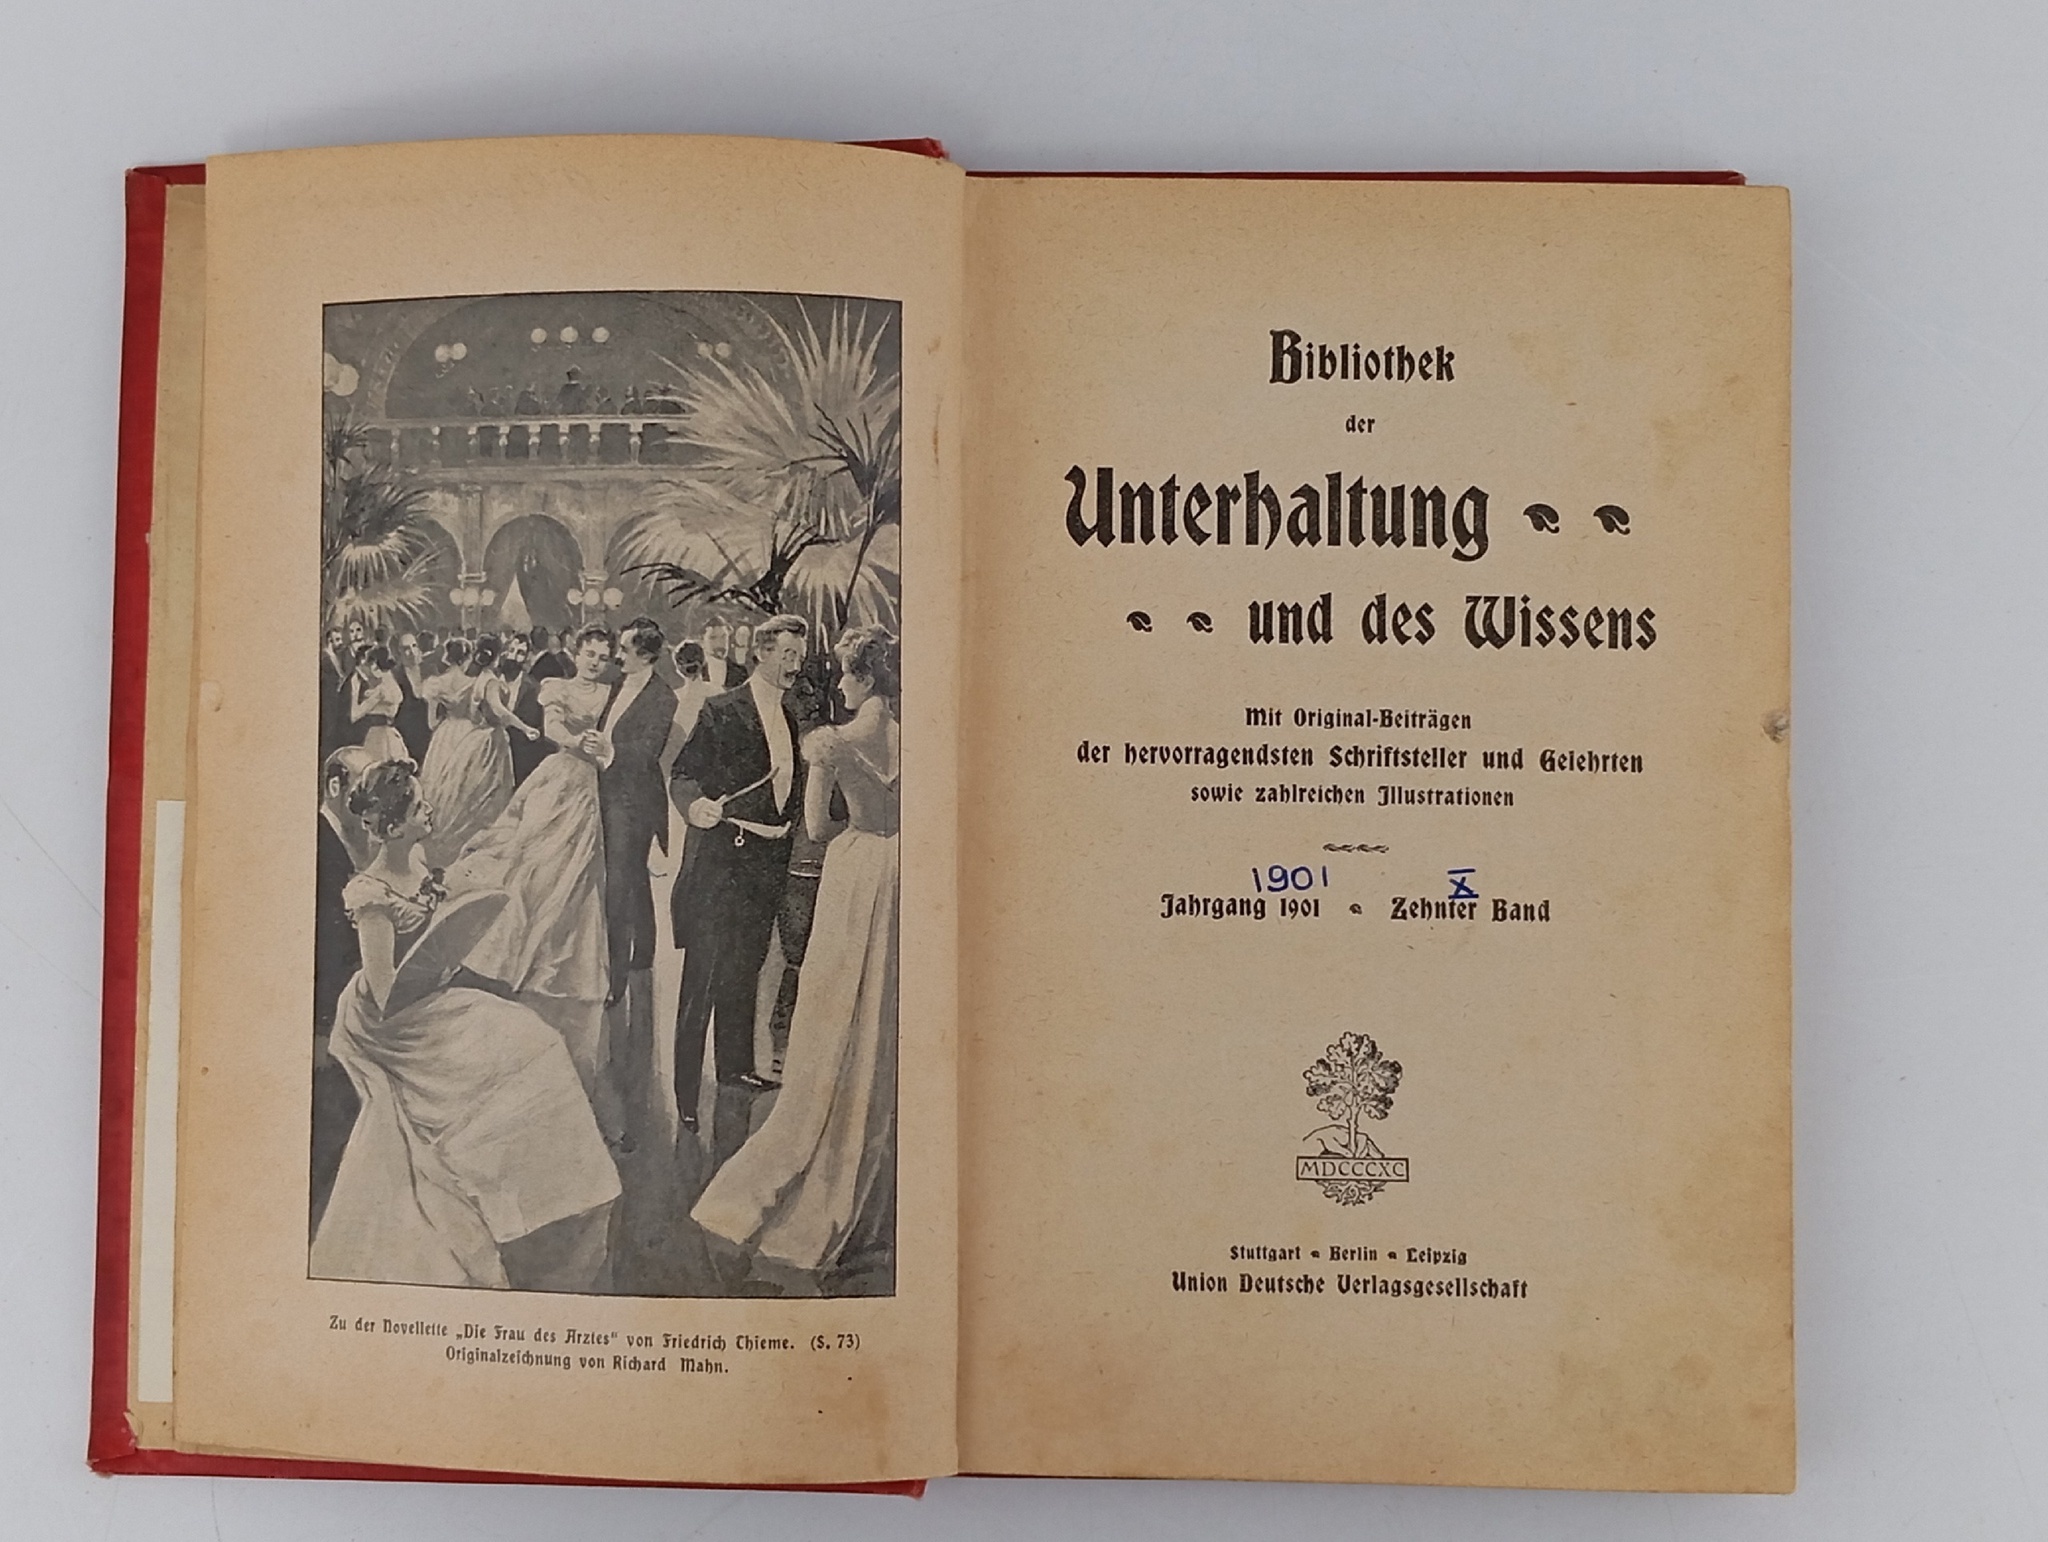 Zu der Novellette „Die Frau des Arztes“ von Friedrich Thieme. (S. 73)
Originalzeichnung von Richard Mahn.
Bibliothek
der
Unterhaltung
und des Wissens
Mit Original-Beiträgen
der hervorragendsten Schriftsteller und Gelehrten
sowie zahlreichen Illustrationen
1901 X
Jahrgang 1901 Zehnter Band
MDCCCXC
Stuttgart Berlin Leipzig
Union Deutsche Verlagsgesellschaft